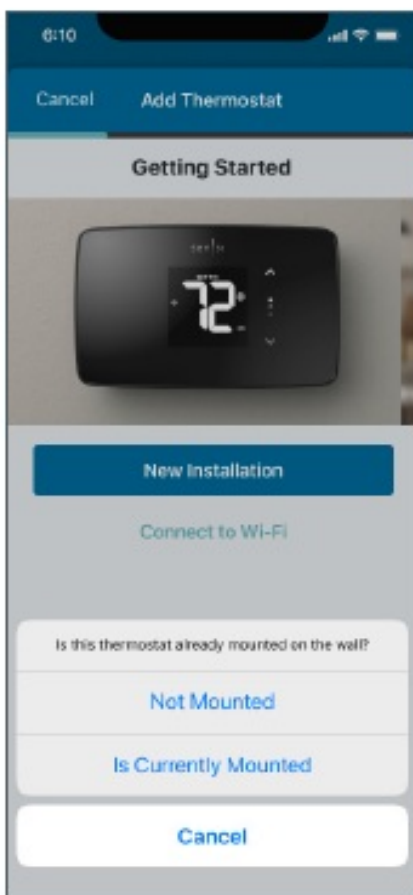 6:10
Cancel Add Thermostat
Getting Started
sensi
72
New Installation
Connect to Wi-Fi
Is this thermostat already mounted on the wall?
Not Mounted
Is Currently Mounted
Cancel